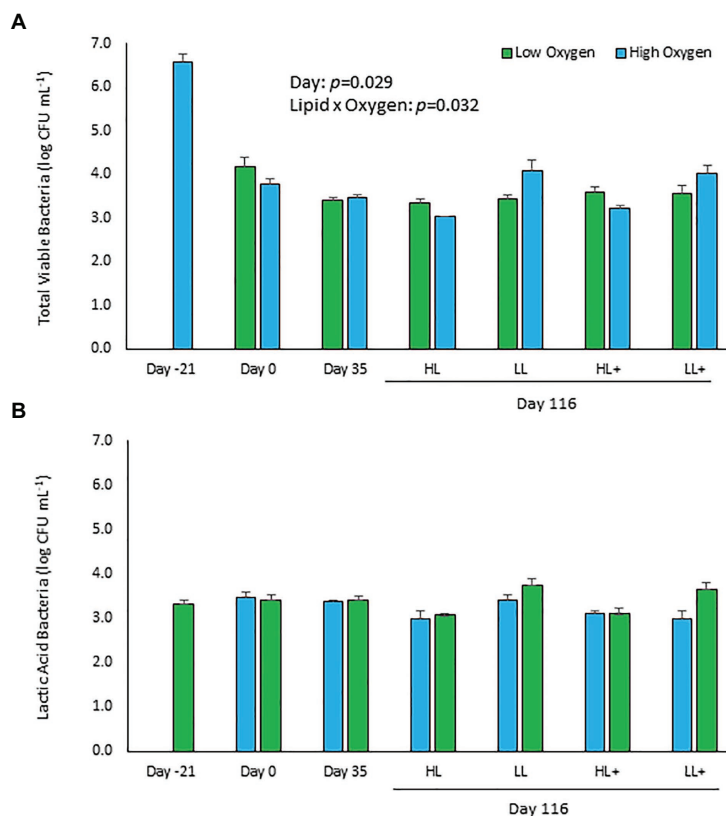 A
Total Viable Bacteria (log CFU mL⁻¹)
7.0
6.0
5.0
4.0
3.0
2.0
1.0
0.0
Low Oxygen
High Oxygen
Day: p=0.029
Lipid x Oxygen: p=0.032
Day -21
Day 0
Day 35
HL
LL
HL+
LL+
Day 116
B
Lactic Acid Bacteria (log CFU mL⁻¹)
7.0
6.0
5.0
4.0
3.0
2.0
1.0
0.0
Day -21
Day 0
Day 35
HL
LL
HL+
LL+
Day 116